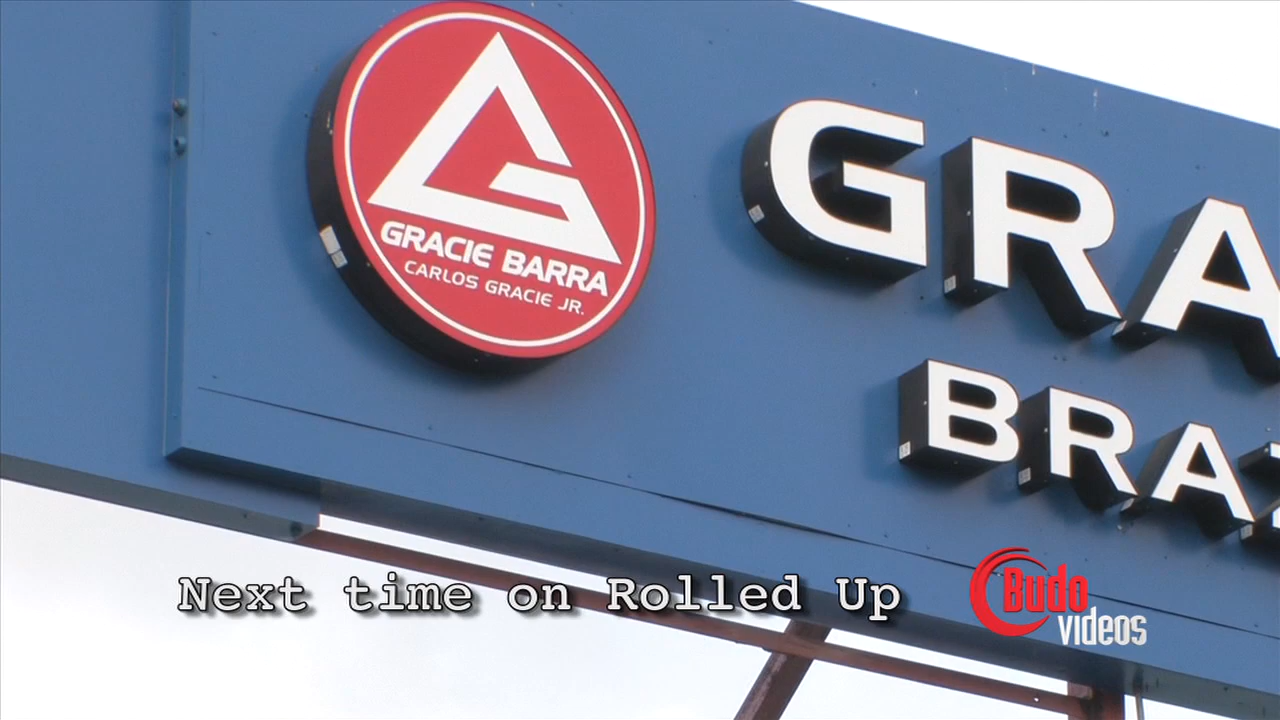 GRACIE BARRA
CARLOS GRACIE JR.
GRA
BRA
Next time on Rolled Up
Budo
videos